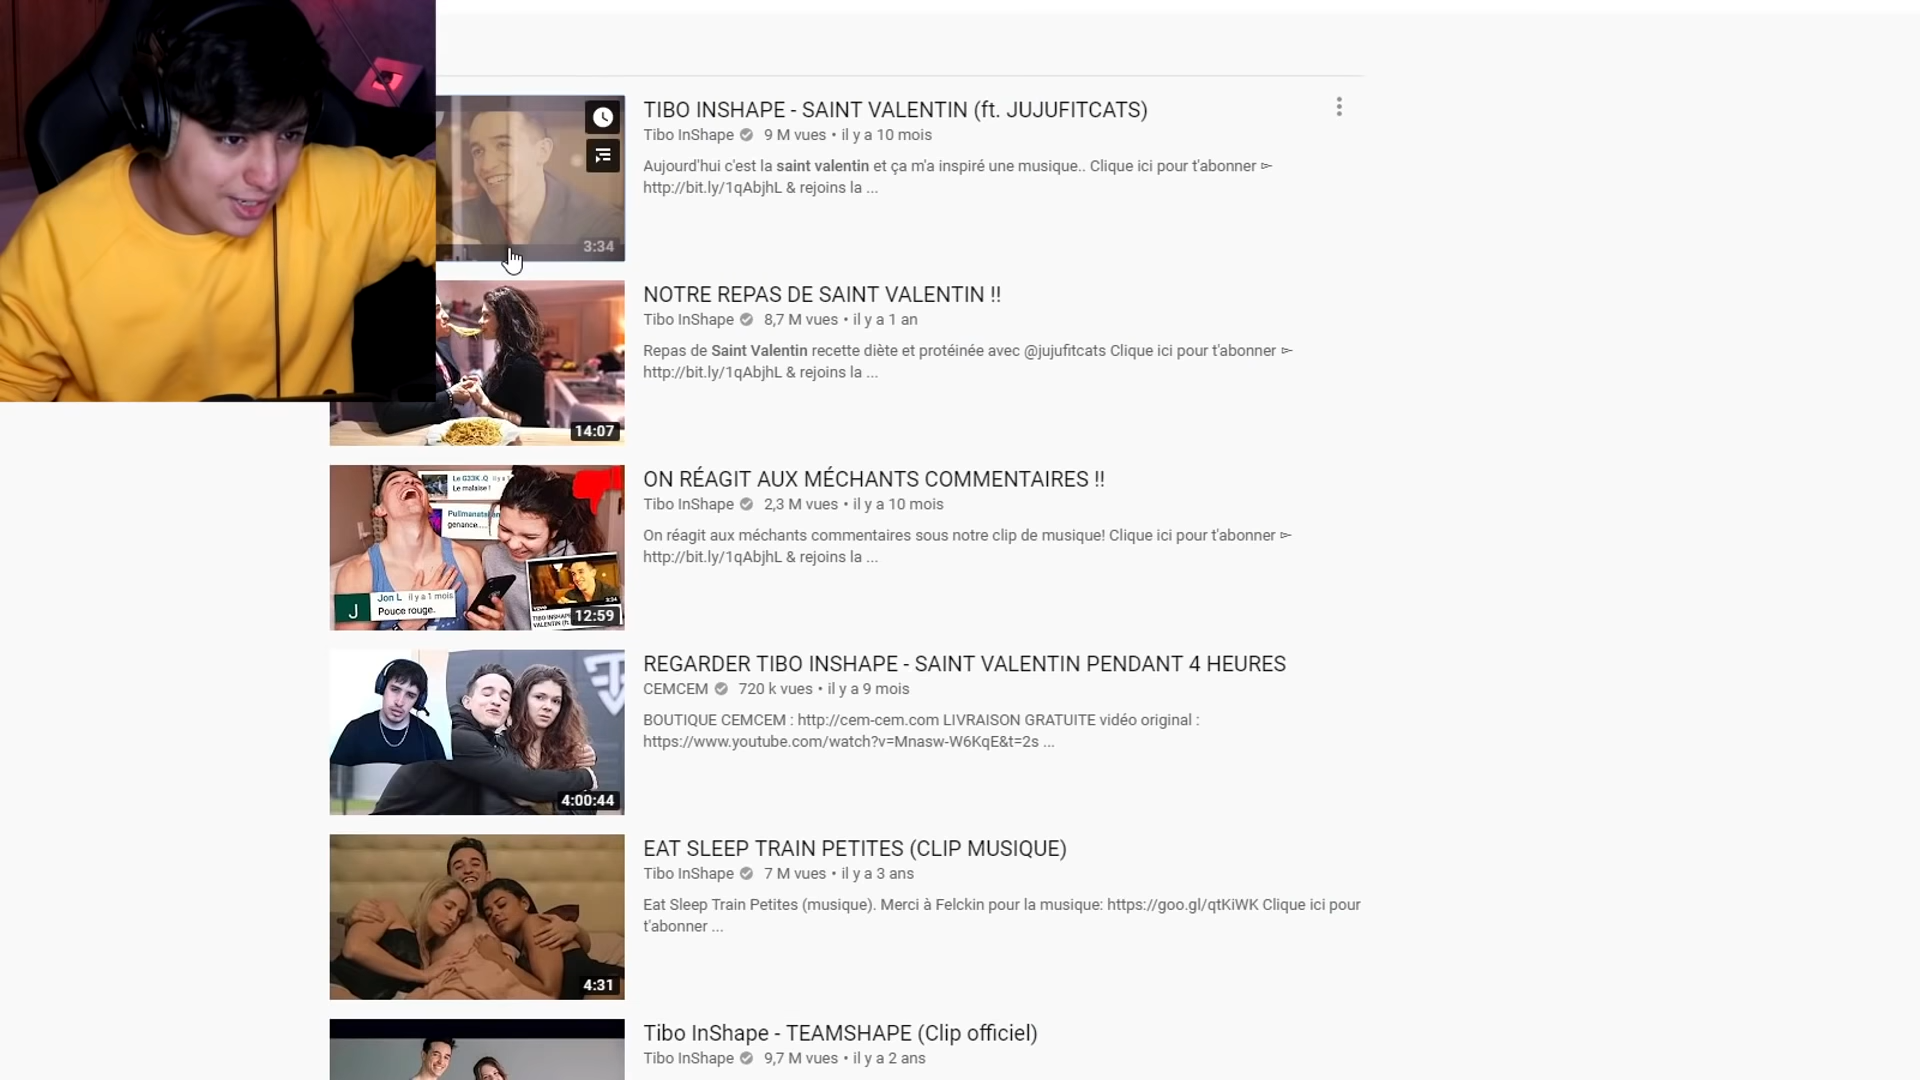 TIBO INSHAPE - SAINT VALENTIN (ft. JUJUFITCATS)
Tibo InShape 9 M vues • il y a 10 mois
Aujourd'hui c'est la saint valentin et ça m'a inspiré une musique.. Clique ici pour t'abonner ▻
http://bit.ly/1qAbjhL & rejoins la ...
3:34
NOTRE REPAS DE SAINT VALENTIN !!
Tibo InShape 8,7 M vues • il y a 1 an
Repas de Saint Valentin recette diète et protéinée avec @jujufitcats Clique ici pour t'abonner ▻
http://bit.ly/1qAbjhL & rejoins la ...
14:07
ON RÉAGIT AUX MÉCHANTS COMMENTAIRES !!
Tibo InShape 2,3 M vues • il y a 10 mois
On réagit aux méchants commentaires sous notre clip de musique! Clique ici pour t'abonner ▻
http://bit.ly/1qAbjhL & rejoins la ...
Le G33K .Q il y a
Le malaise !
genance.....
J
Jon L il y a 1 mois
Pouce rouge.
3:34
TIBO INSHAPE
VALENTIN
12:59
REGARDER TIBO INSHAPE - SAINT VALENTIN PENDANT 4 HEURES
CEMCEM 720 k vues • il y a 9 mois
BOUTIQUE CEMCEM : http://cem-cem.com LIVRAISON GRATUITE vidéo original :
https://www.youtube.com/watch?v=Mnasw-W6KqE&t=2s ...
4:00:44
EAT SLEEP TRAIN PETITES (CLIP MUSIQUE)
Tibo InShape 7 M vues • il y a 3 ans
Eat Sleep Train Petites (musique). Merci à Felckin pour la musique: https://goo.gl/qtKiWK Clique ici pour
t'abonner ...
4:31
Tibo InShape - TEAMSHAPE (Clip officiel)
Tibo InShape 9,7 M vues • il y a 2 ans